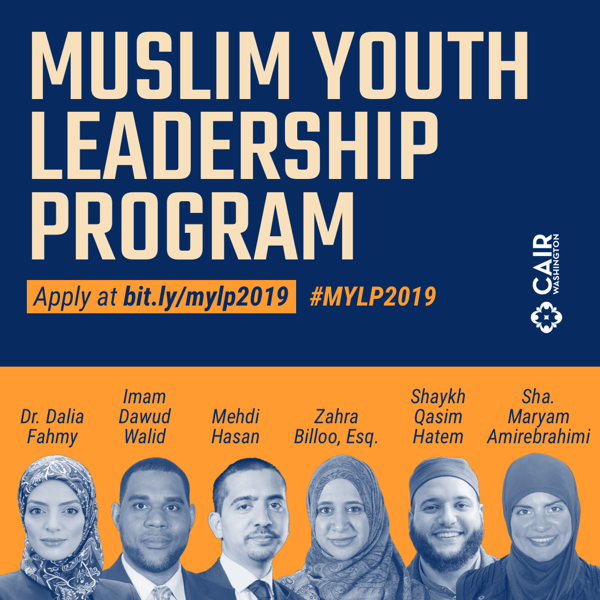 MUSLIM YOUTH
LEADERSHIP
PROGRAM
Apply at bit.ly/mylp2019 #MYLP2019
CAIR
WASHINGTON
Dr. Dalia
Fahmy
Imam
Dawud
Walid
Mehdi
Hasan
Zahra
Billoo, Esq.
Shaykh
Qasim
Hatem
Sha.
Maryam
Amirebrahimi